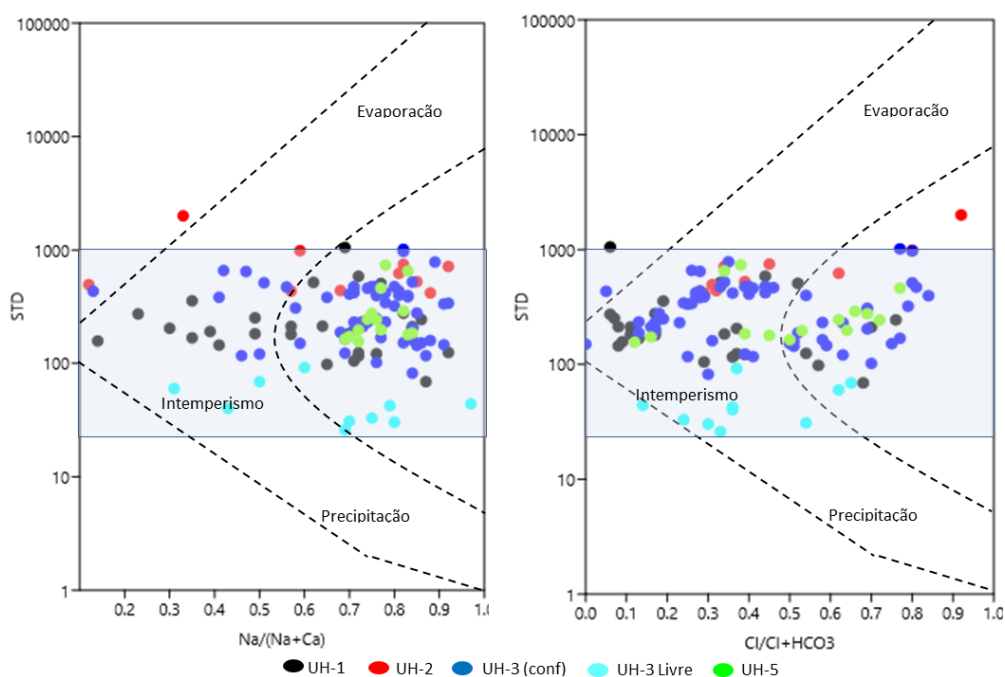 100000
10000
1000
100
10
1
STD
Evaporação
Intemperismo
Precipitação
0.2 0.3 0.4 0.5 0.6 0.7 0.8 0.9 1.0
Na/(Na+Ca)
100000
10000
1000
100
10
1
STD
Evaporação
Intemperismo
Precipitação
0.0 0.1 0.2 0.3 0.4 0.5 0.6 0.7 0.8 0.9 1.0
Cl/Cl+HCO3
UH-1 UH-2 UH-3 (conf) UH-3 Livre UH-5